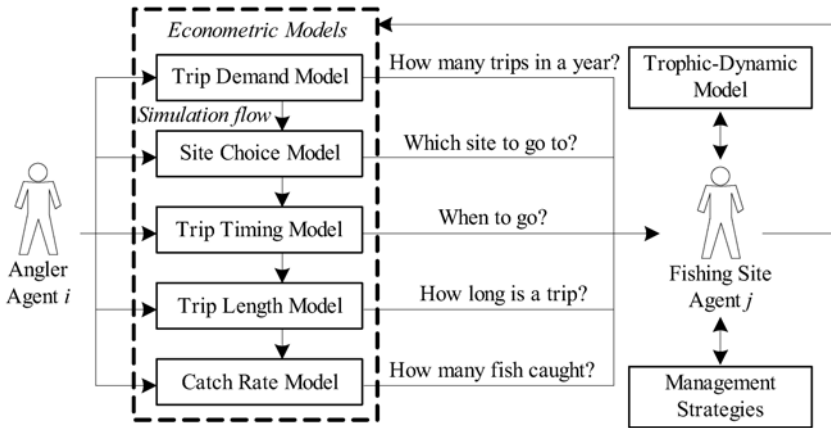 Econometric Models
Trip Demand Model
How many trips in a year?
Trophic-Dynamic
Model
Simulation flow
Site Choice Model
Which site to go to?
Angler
Agent i
Trip Timing Model
When to go?
Fishing Site
Agent j
Trip Length Model
How long is a trip?
Catch Rate Model
How many fish caught?
Management
Strategies